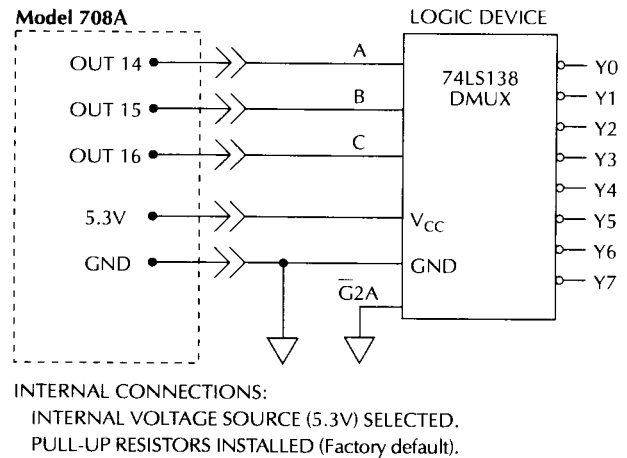 Model 708A
LOGIC DEVICE
OUT 14
A
OUT 15
B
OUT 16
C
5.3V
GND
74LS138
DMUX
VCC
GND
G2A
Y0
Y1
Y2
Y3
Y4
Y5
Y6
Y7
INTERNAL CONNECTIONS:
INTERNAL VOLTAGE SOURCE (5.3V) SELECTED.
PULL-UP RESISTORS INSTALLED (Factory default).